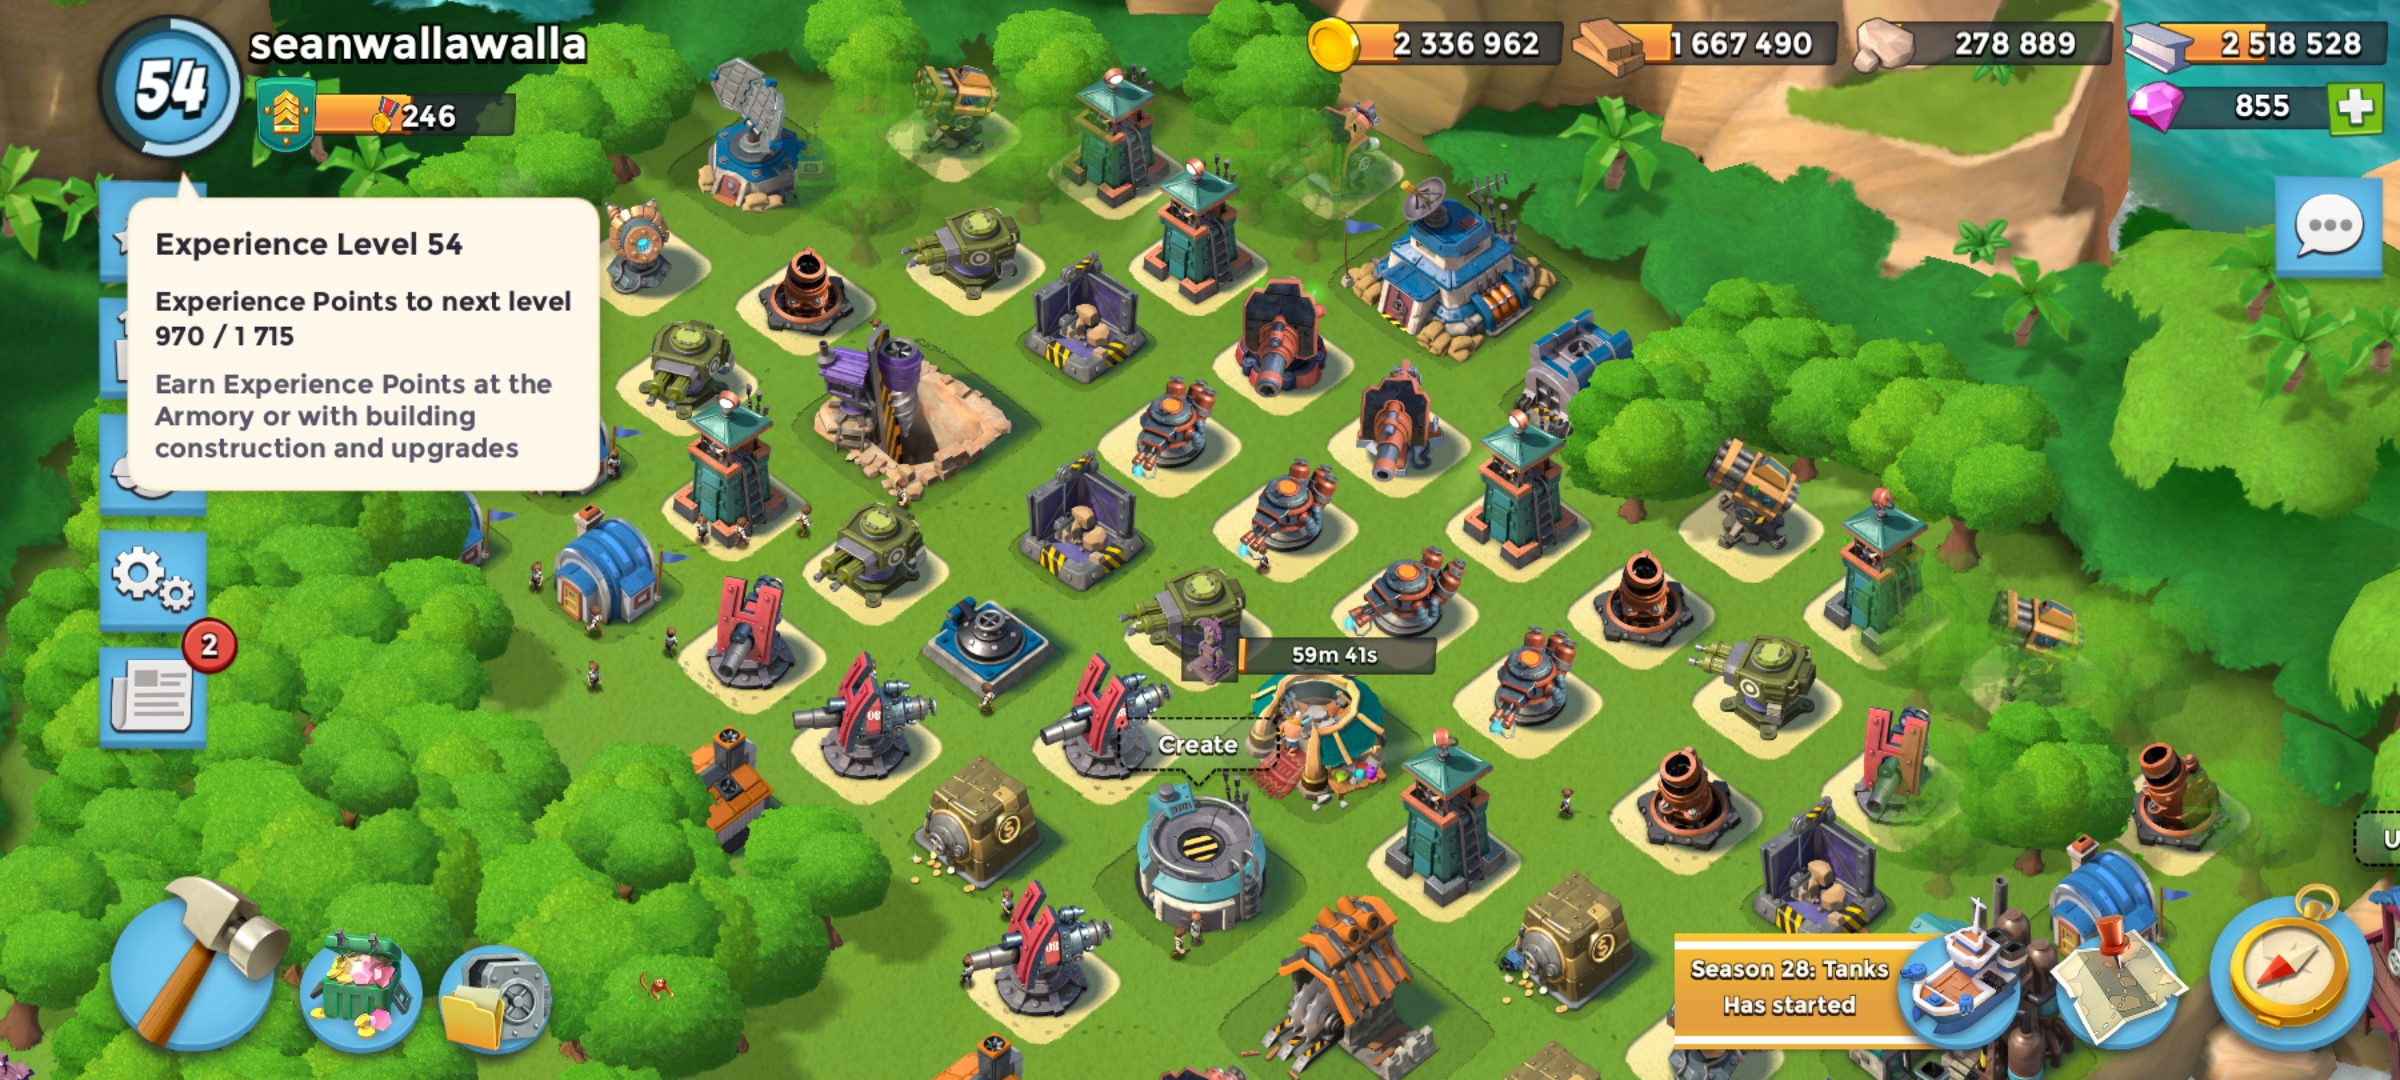 54
seanwallawalla
246
2 336 962
1 667 490
278 889
2 518 528
855
Experience Level 54
Experience Points to next level
970 / 1 715
Earn Experience Points at the
Armory or with building
construction and upgrades
2
59m 41s
Create
Season 28: Tanks
Has started